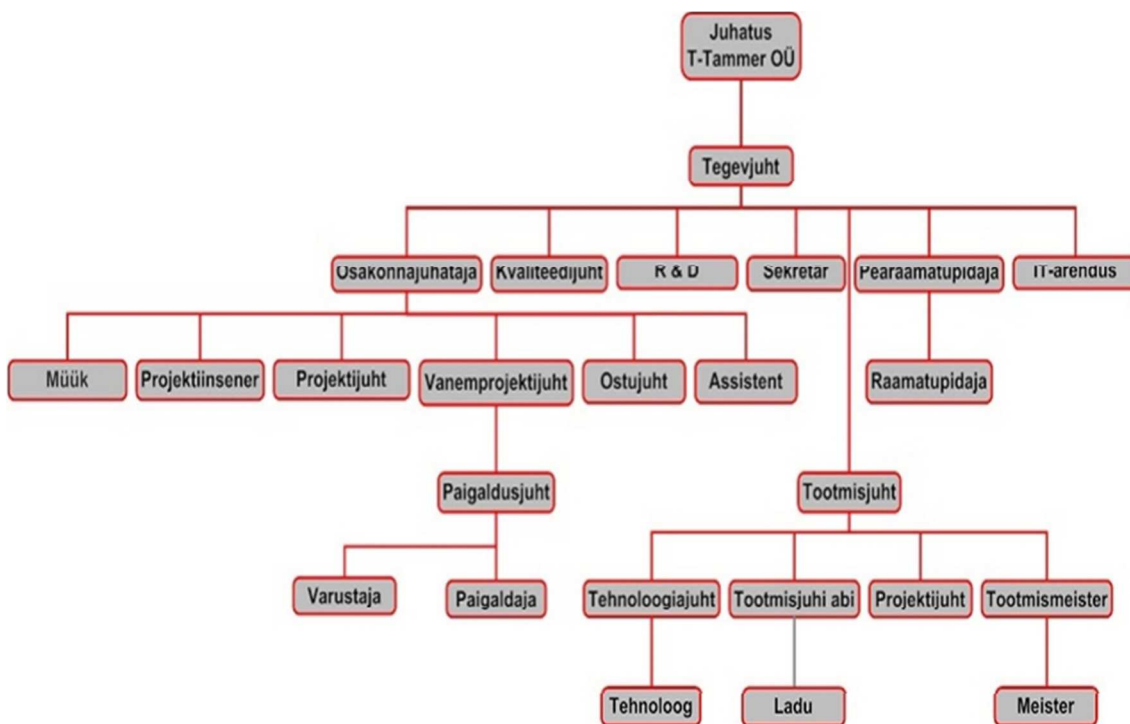 Juhatus
T-Tammer OÜ
Tegevjuht
Osakonnajuhataja
Kvaliteedijuht
R & D
Sekretär
Pearaamatupidaja
IT-arendus
Müük
Projektiinsener
Projektijuht
Vanemprojektijuht
Ostujuht
Assistent
Raamatupidaja
Paigaldusjuht
Tootmisjuht
Varustaja
Paigaldaja
Tehnoloogiajuht
Tootmisjuhi abi
Projektijuht
Tootmismeister
Tehnoloog
Ladu
Meister